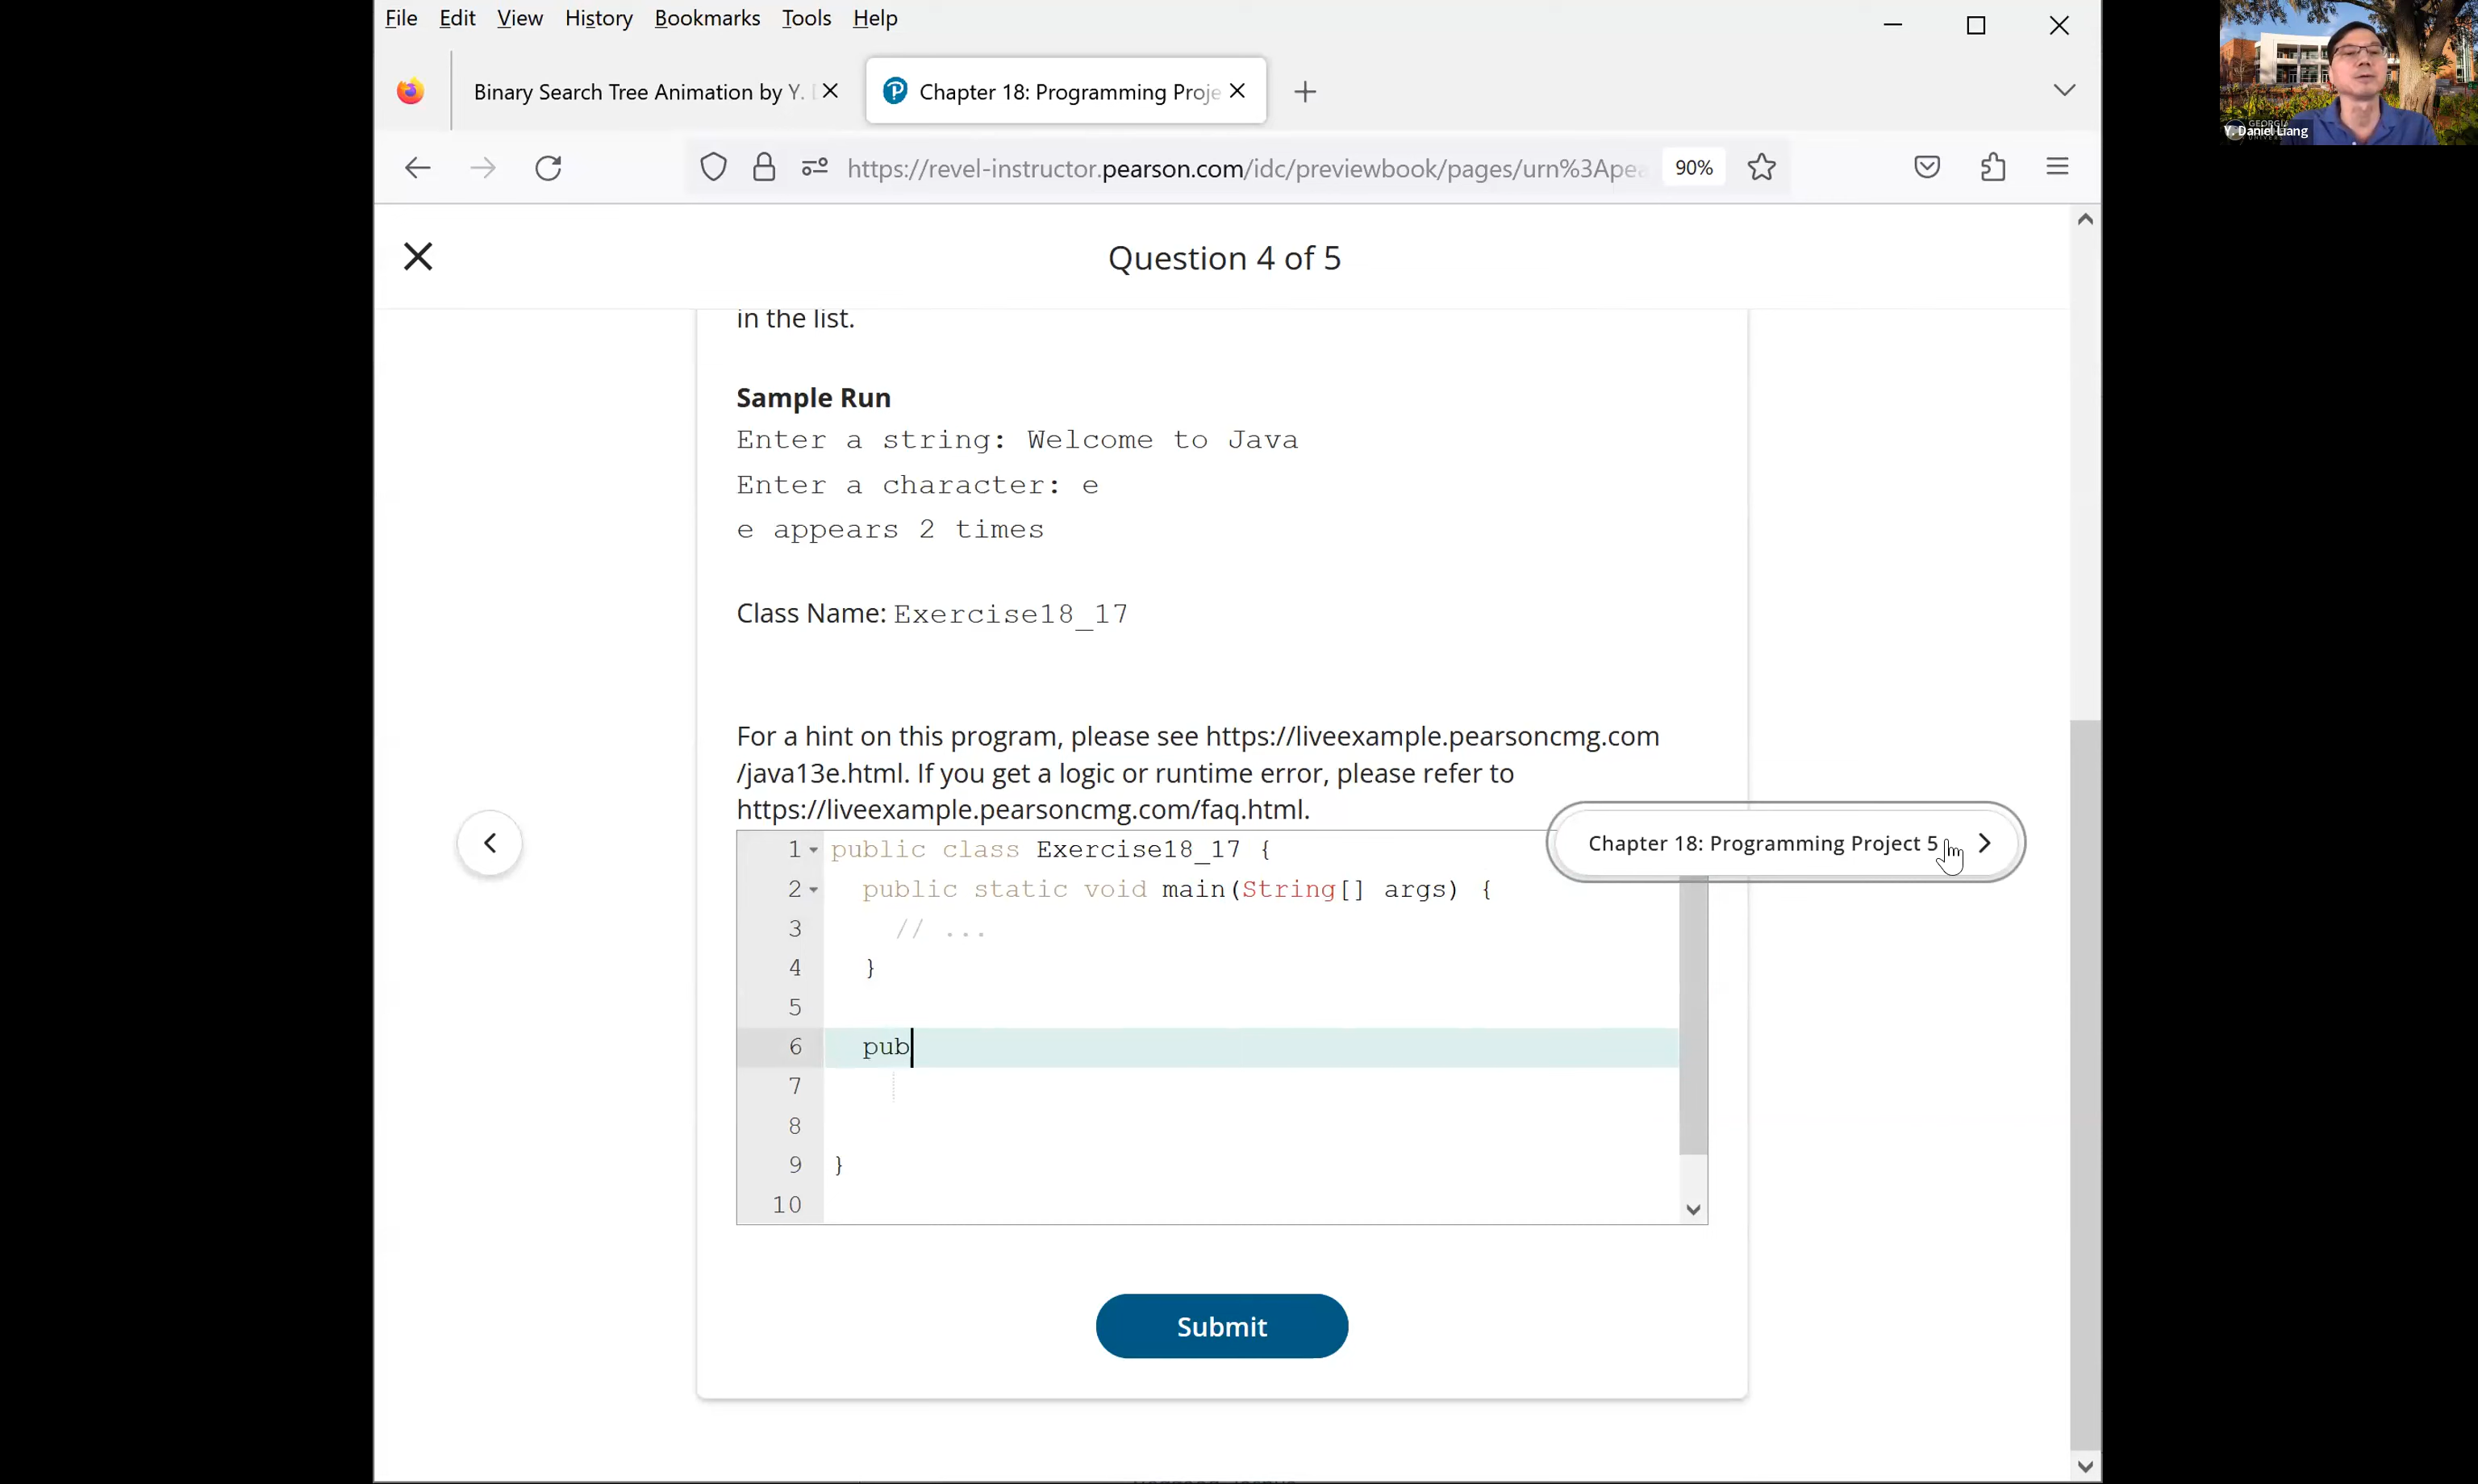 File Edit View History Bookmarks Tools Help
Binary Search Tree Animation by Y.
Chapter 18: Programming Proje
https://revel-instructor.pearson.com/idc/previewbook/pages/urn%3Apea
90%
Y. Daniel Liang
Question 4 of 5
in the list.
Sample Run
Enter a string: Welcome to Java
Enter a character: e
e appears 2 times
Class Name: Exercise18_17
For a hint on this program, please see https://liveexample.pearsoncmg.com
/java13e.html. If you get a logic or runtime error, please refer to
https://liveexample.pearsoncmg.com/faq.html.
Chapter 18: Programming Project 5
1 public class Exercise18_17 {
2 public static void main(String[] args) {
3 // ...
4 }
5
6 pub
7
8
9 }
10
Submit